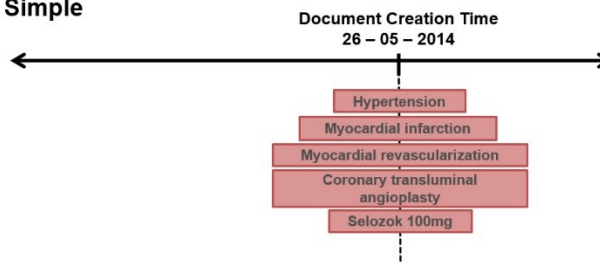 Simple
Document Creation Time
26 – 05 – 2014
Hypertension
Myocardial infarction
Myocardial revascularization
Coronary transluminal
angioplasty
Selozok 100mg